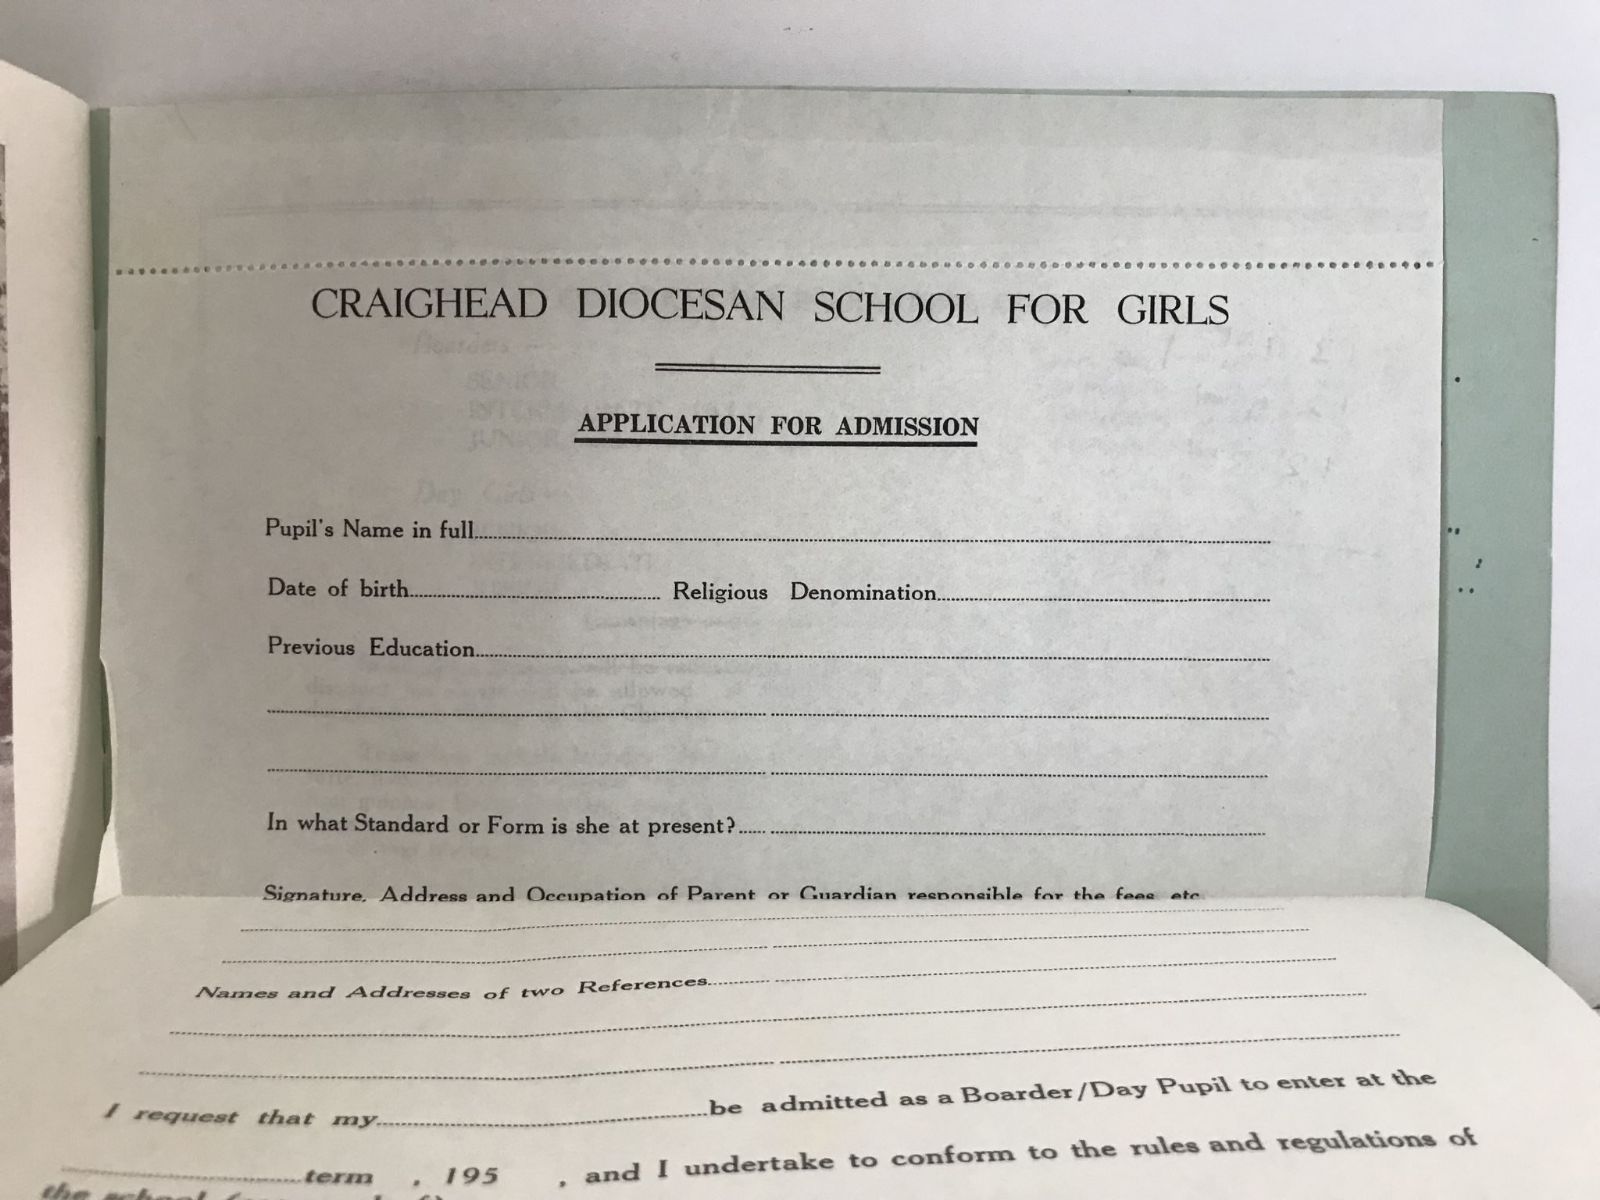 CRAIGHEAD DIOCESAN SCHOOL FOR GIRLS
APPLICATION FOR ADMISSION
Pupil's Name in full
Date of birth Religious Denomination
Previous Education
In what Standard or Form is she at present?
Signature, Address and Occupation of Parent or Guardian responsible for the fees, etc.
Names and Addresses of two References
I request that my be admitted as a Boarder/Day Pupil to enter at the
term , 195 , and I undertake to conform to the rules and regulations of
the school